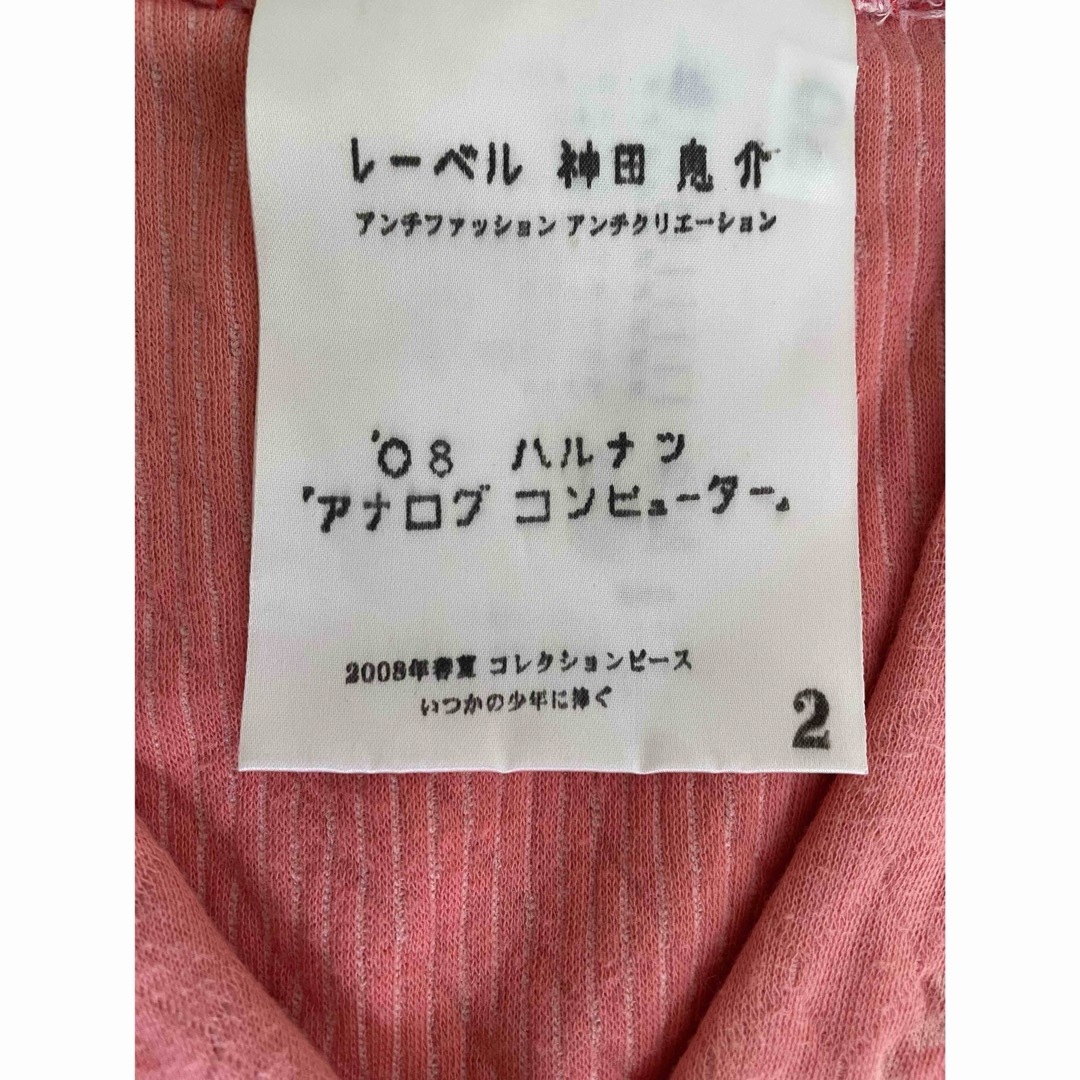 レーベル 神田恵介
アンチファッション アンチクリエーション
'08 ハルナツ
「アナログ コンピューター」
2008年春夏 コレクションピース
いつかの少年に捧ぐ
2